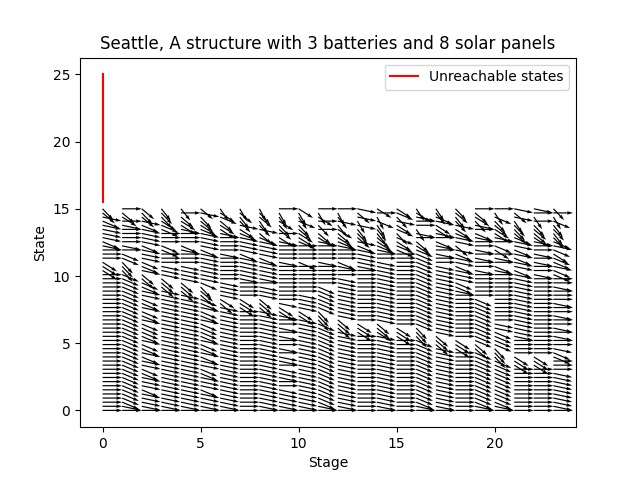 Seattle, A structure with 3 batteries and 8 solar panels
Unreachable states
25
20
15
10
5
0
State
0 5 10 15 20
Stage